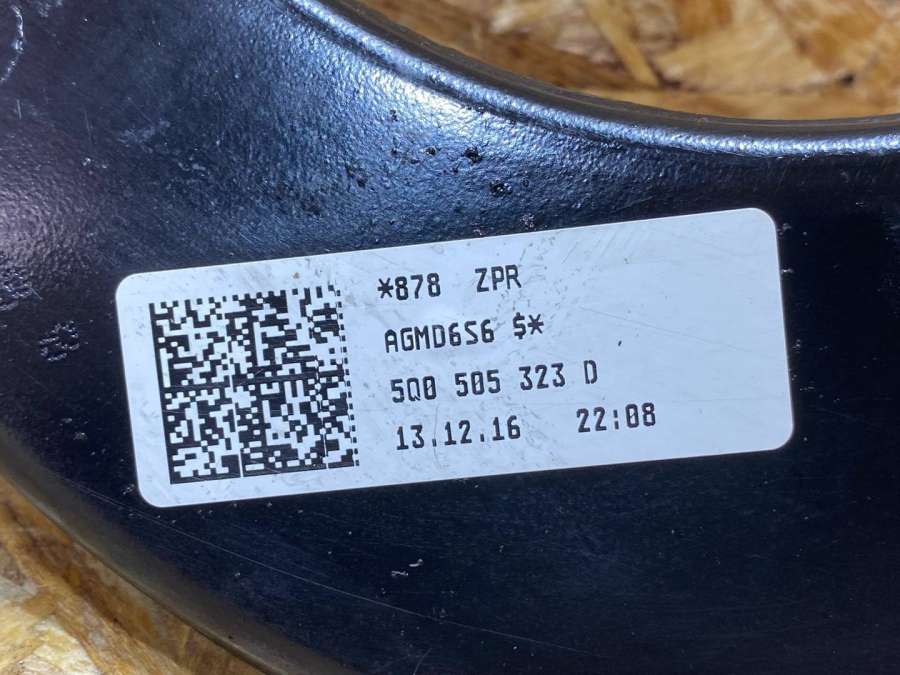 *878 ZPR
AGMD6S6 $*
5Q0 505 323 D
13.12.16 22:08